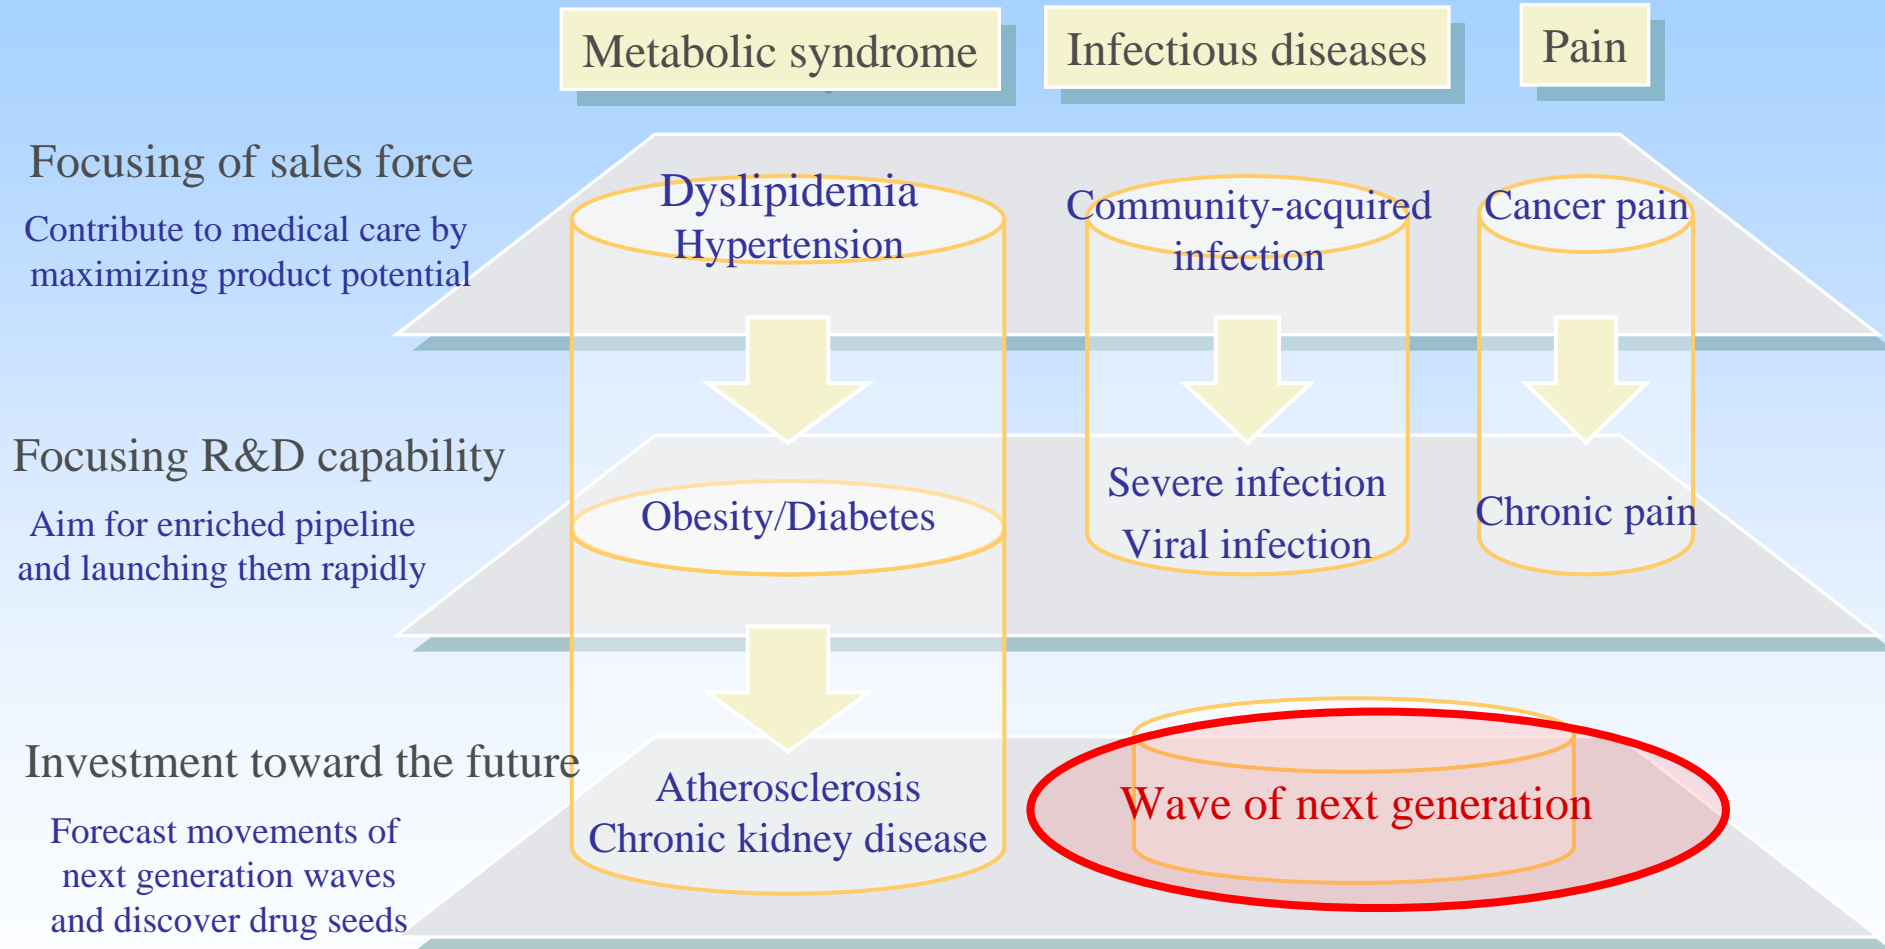 Metabolic syndrome
Infectious diseases
Pain
Focusing of sales force
Contribute to medical care by
maximizing product potential
Dyslipidemia
Hypertension
Community-acquired
infection
Cancer pain
Focusing R&D capability
Aim for enriched pipeline
and launching them rapidly
Obesity/Diabetes
Severe infection
Viral infection
Chronic pain
Investment toward the future
Forecast movements of
next generation waves
and discover drug seeds
Atherosclerosis
Chronic kidney disease
Wave of next generation